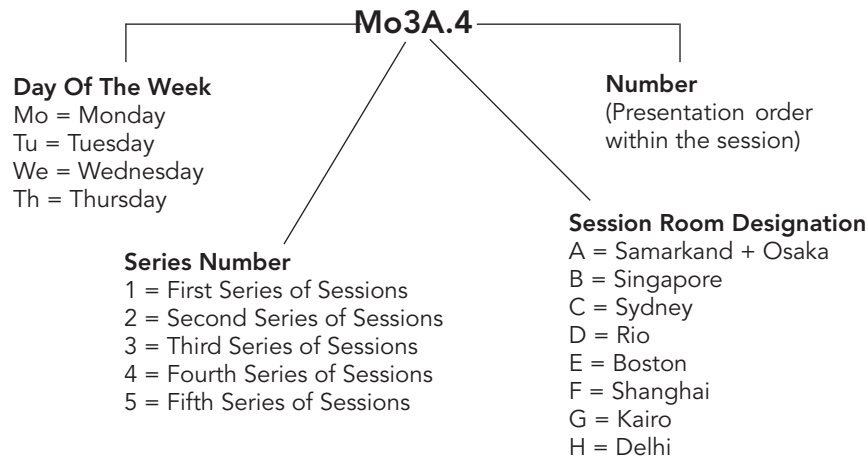 Mo3A.4
Day Of The Week
Mo = Monday
Tu = Tuesday
We = Wednesday
Th = Thursday
Number
(Presentation order
within the session)
Series Number
1 = First Series of Sessions
2 = Second Series of Sessions
3 = Third Series of Sessions
4 = Fourth Series of Sessions
5 = Fifth Series of Sessions
Session Room Designation
A = Samarkand + Osaka
B = Singapore
C = Sydney
D = Rio
E = Boston
F = Shanghai
G = Kairo
H = Delhi